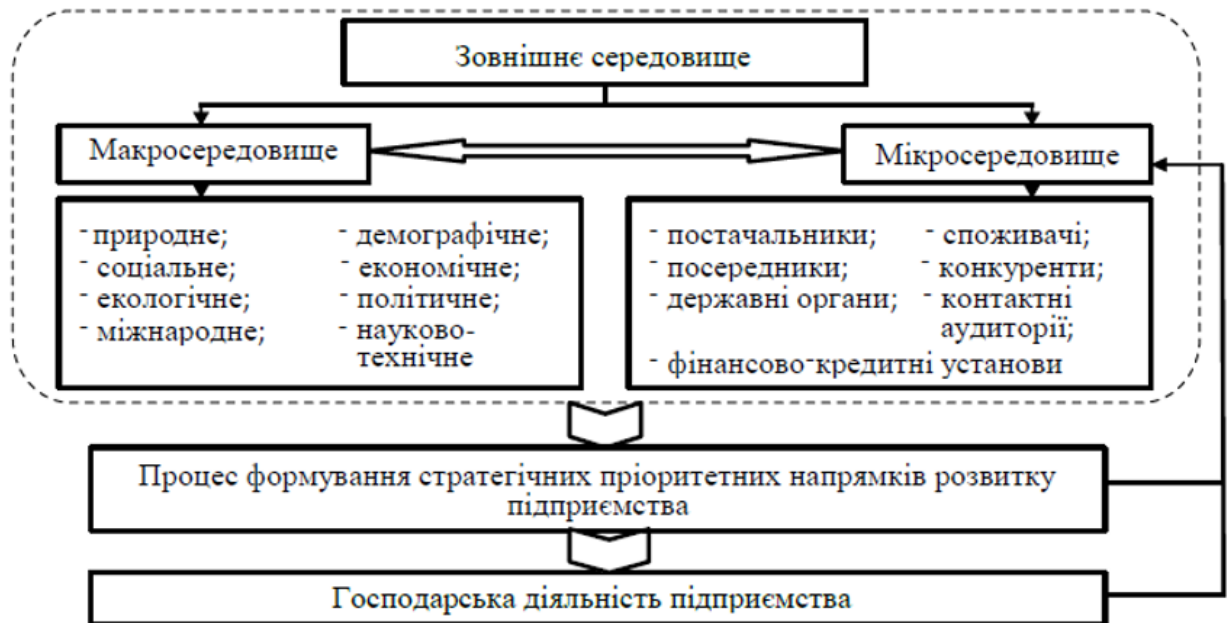 Зовнішнє середовище
Макросередовище
Мікросередовище
- природне;
- соціальне;
- екологічне;
- міжнародне;
- демографічне;
- економічне;
- політичне;
- науково-
технічне
- постачальники;
- посередники;
- державні органи;
- споживачі;
- конкуренти;
- контактні
аудиторії;
- фінансово-кредитні установи
Процес формування стратегічних пріоритетних напрямків розвитку
підприємства
Господарська діяльність підприємства